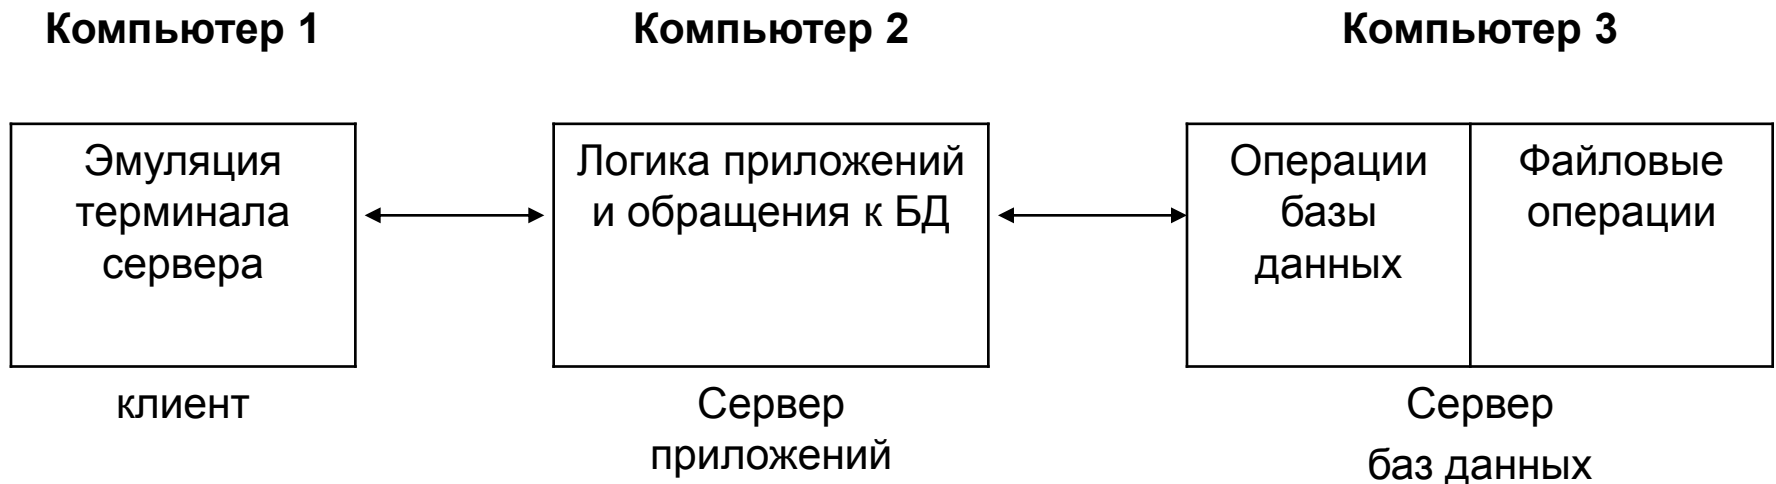 Компьютер 1
Компьютер 2
Компьютер 3
Эмуляция
терминала
сервера
Логика приложений
и обращения к БД
Операции
базы
данных
Файловые
операции
клиент
Сервер
приложений
Сервер
баз данных